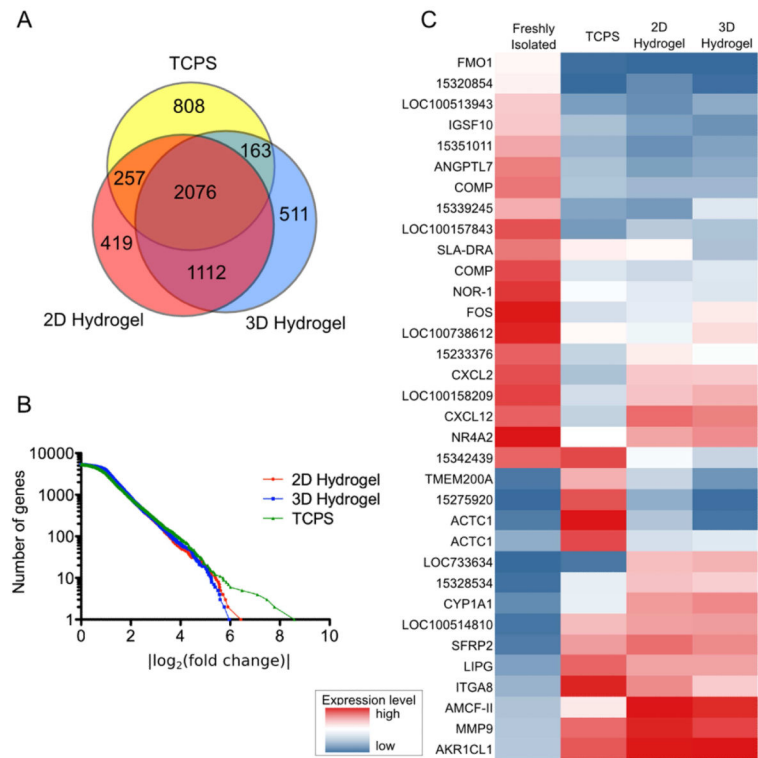 A
TCPS
808
163
257
2076
511
419
1112
2D Hydrogel
3D Hydrogel
B
Number of genes
10000
1000
100
10
1
0 2 4 6 8 10
|log2(fold change)|
2D Hydrogel
3D Hydrogel
TCPS
C
Freshly
Isolated
TCPS
2D
Hydrogel
3D
Hydrogel
FMO1
15320854
LOC100513943
IGSF10
15351011
ANGPTL7
COMP
15339245
LOC100157843
SLA-DRA
COMP
NOR-1
FOS
LOC100738612
15233376
CXCL2
LOC100158209
CXCL12
NR4A2
15342439
TMEM200A
15275920
ACTC1
ACTC1
LOC733634
15328534
CYP1A1
LOC100514810
SFRP2
LIPG
ITGA8
AMCF-II
MMP9
AKR1CL1
Expression level
high
low